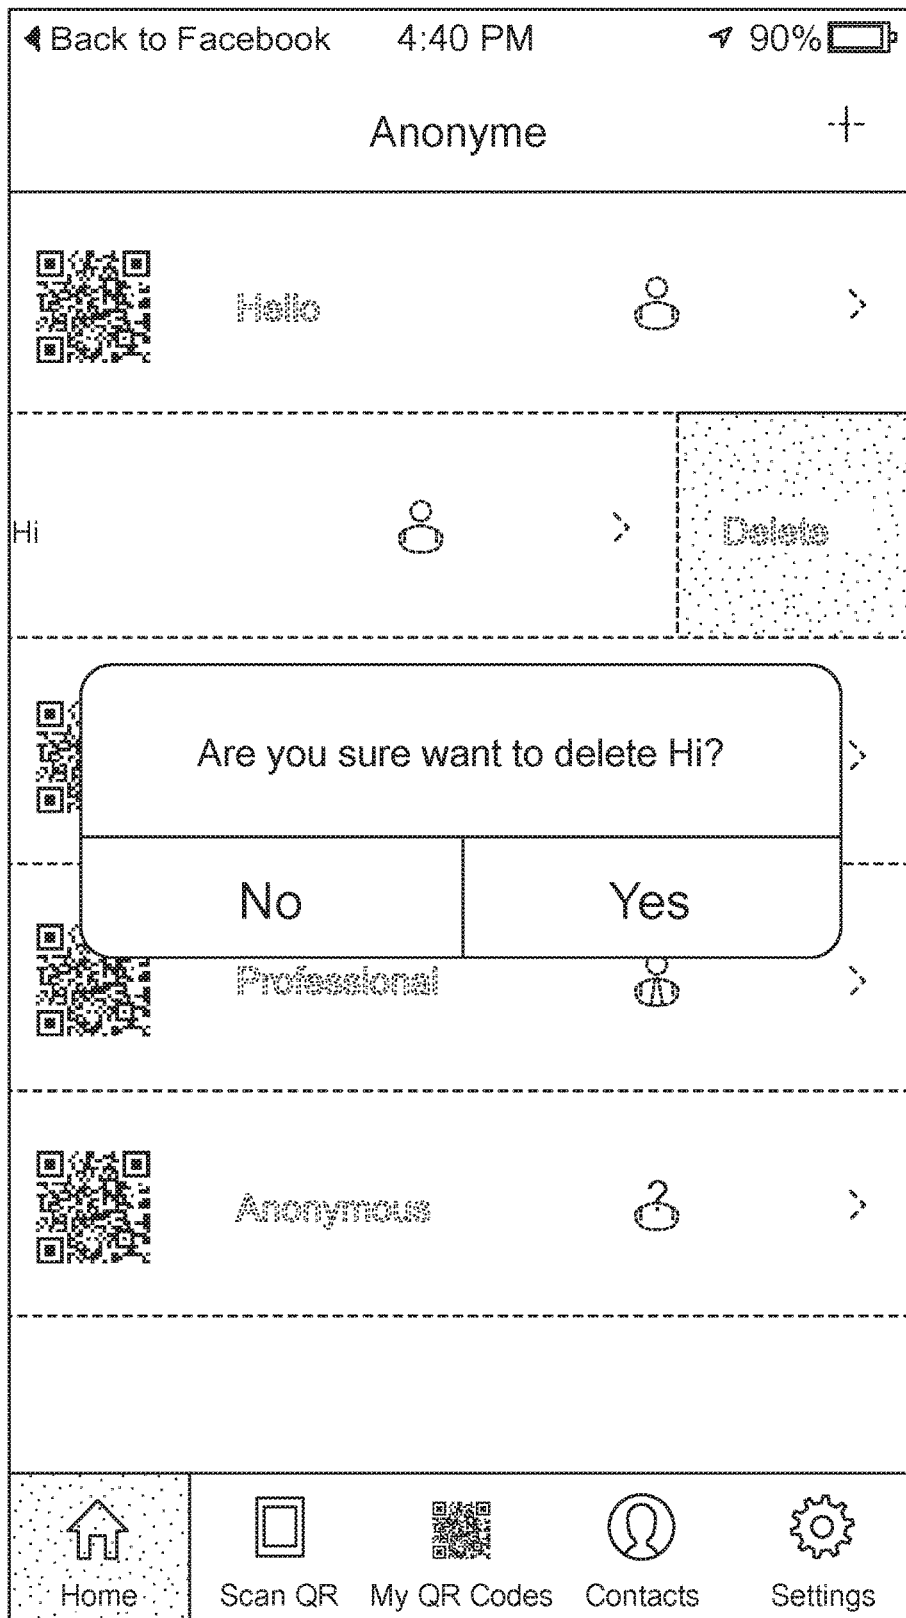 Back to Facebook 4:40 PM 90%
Anonyme
Hello
Hi Delete
Are you sure want to delete Hi?
No Yes
Professional
Anonymous
Home Scan QR My QR Codes Contacts Settings